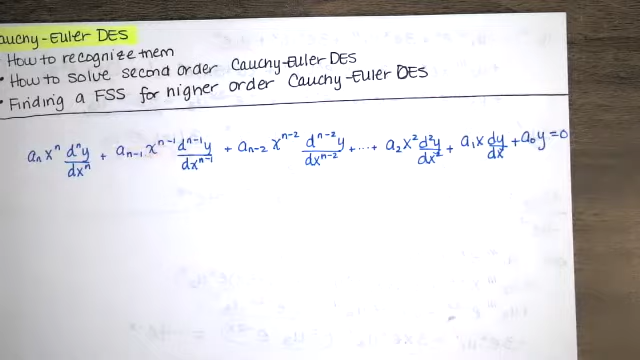 auchy-Euler DES
How to recognize them
• How to solve second order Cauchy-Euler DES
• Finding a FSS for higher order Cauchy-Euler DES
aₙxⁿ dⁿy/dxⁿ + aₙ₋₁xⁿ⁻¹ dⁿ⁻¹y/dxⁿ⁻¹ + aₙ₋₂xⁿ⁻² dⁿ⁻²y/dxⁿ⁻² + ... + a₂x² d²y/dx² + a₁x dy/dx + a₀y = 0